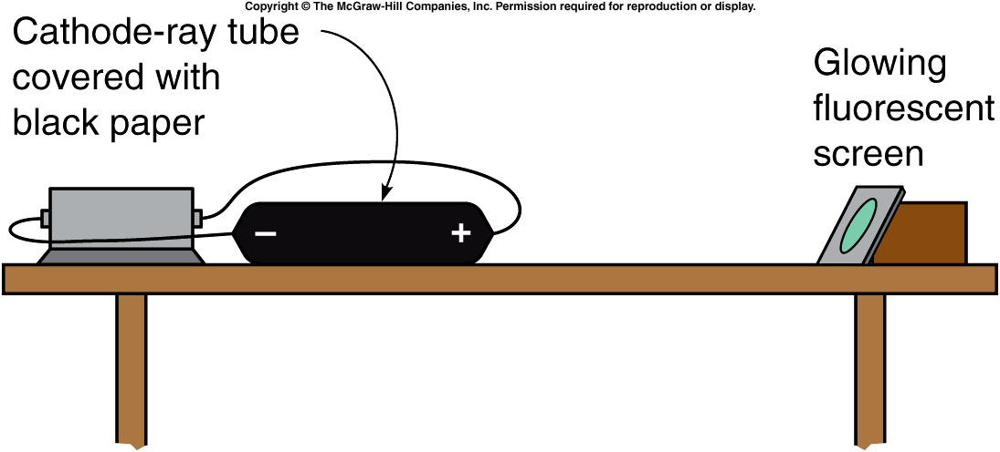 Copyright © The McGraw-Hill Companies, Inc. Permission required for reproduction or display.
Cathode-ray tube
covered with
black paper
Glowing
fluorescent
screen
−
+